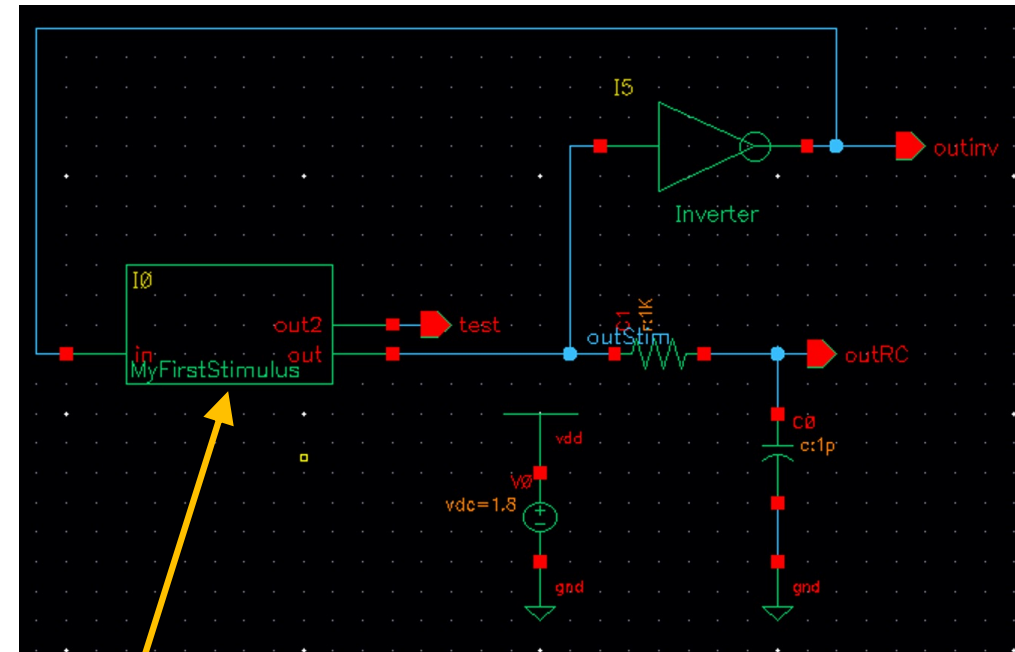 I5
outinv
Inverter
I0
out2
test
r:1K
outStim
in
out
outRC
MyFirstStimulus
vdd
C0
c:1p
V0
vdc=1.8
gnd
gnd